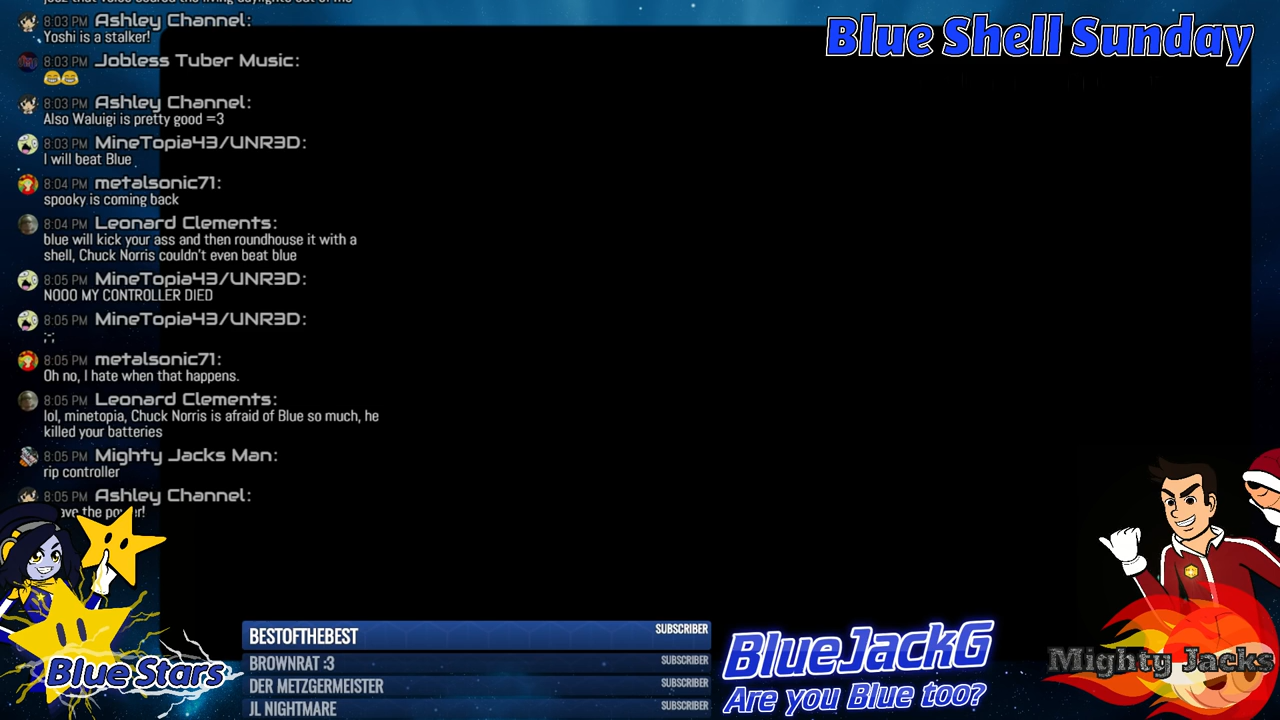 8:03 PM Ashley Channel:
Yoshi is a stalker!
8:03 PM Jobless Tuber Music:
😂😂
8:03 PM Ashley Channel:
Also Waluigi is pretty good =3
8:03 PM MineTopia43/UNR3D:
I will beat Blue
8:04 PM metalsonic71:
spooky is coming back
8:04 PM Leonard Clements:
blue will kick your ass and then roundhouse it with a
shell, Chuck Norris couldn't even beat blue
8:05 PM MineTopia43/UNR3D:
NOOO MY CONTROLLER DIED
8:05 PM MineTopia43/UNR3D:
;-;
8:05 PM metalsonic71:
Oh no, I hate when that happens.
8:05 PM Leonard Clements:
lol, minetopia, Chuck Norris is afraid of Blue so much, he
killed your batteries
8:05 PM Mighty Jacks Man:
rip controller
8:05 PM Ashley Channel:
the
Blue Shell Sunday
Blue Stars
BESTOFTHEBEST SUBSCRIBER
BROWNRAT :3 SUBSCRIBER
DER METZGERMEISTER SUBSCRIBER
JL NIGHTMARE SUBSCRIBER
BlueJackG
Are you Blue too?
Mighty Jacks